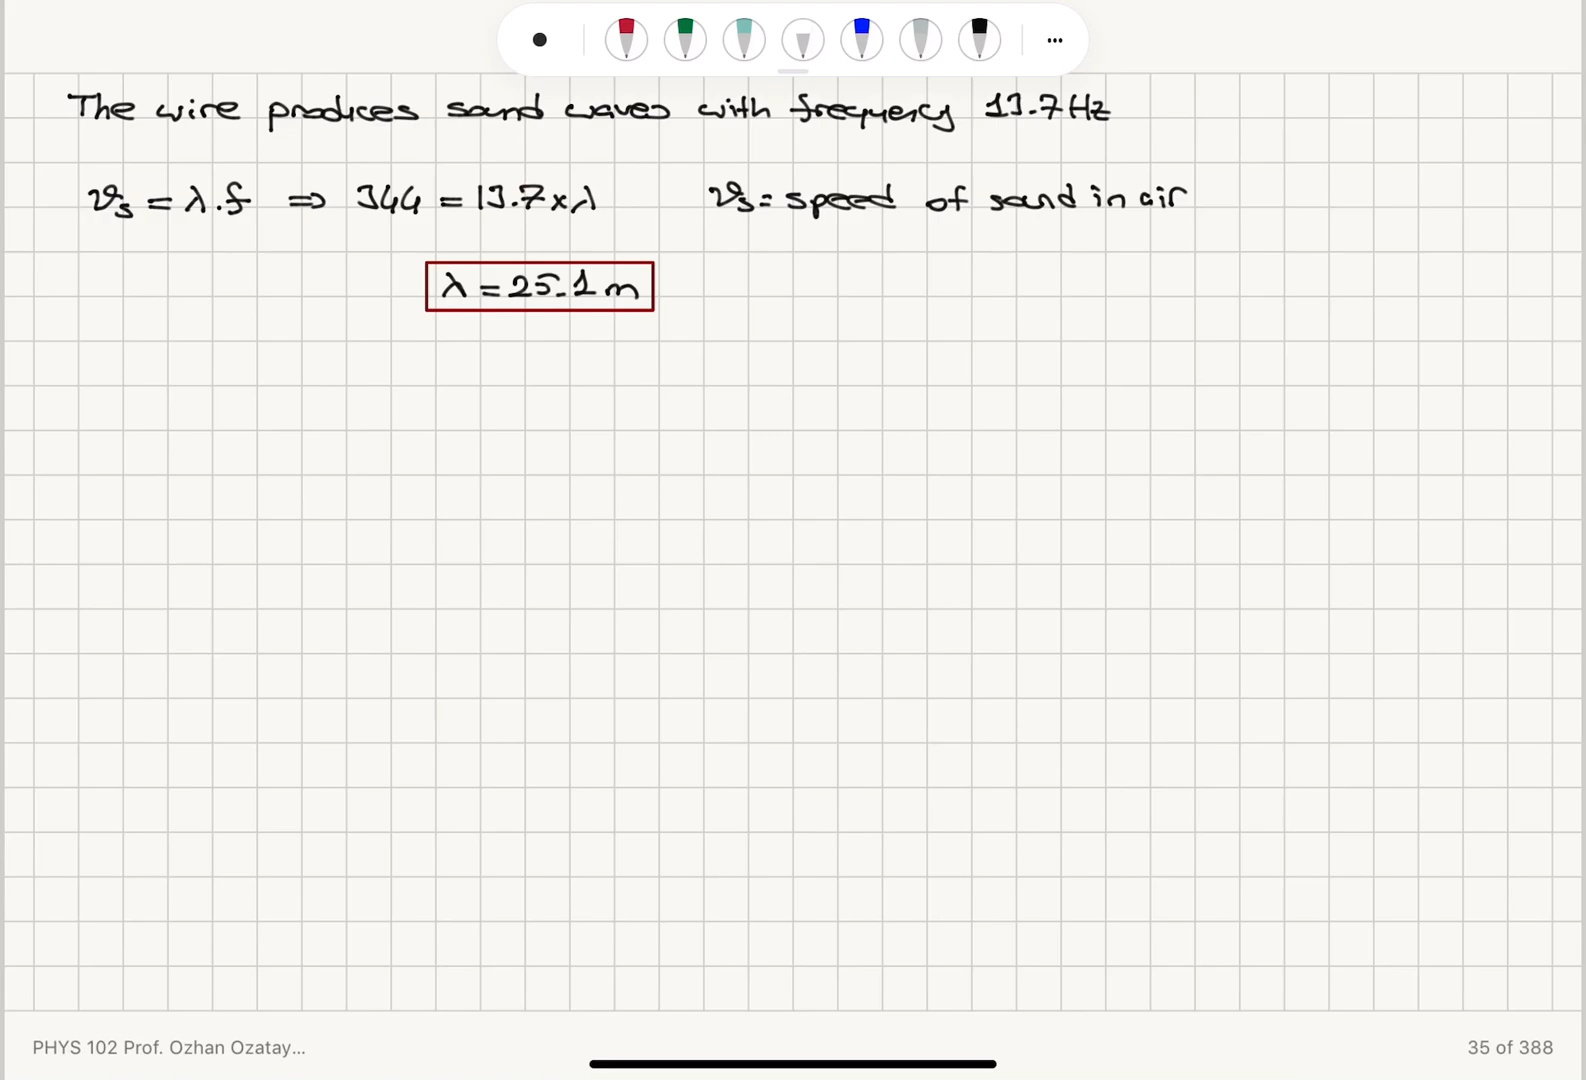 The wire produces sound waves with frequency 13.7 Hz
𝑣s = λ.f ⇒ 344 = 13.7 x λ   𝑣s = speed of sound in air
λ = 25.1 m
PHYS 102 Prof. Ozhan Ozatay...
35 of 388